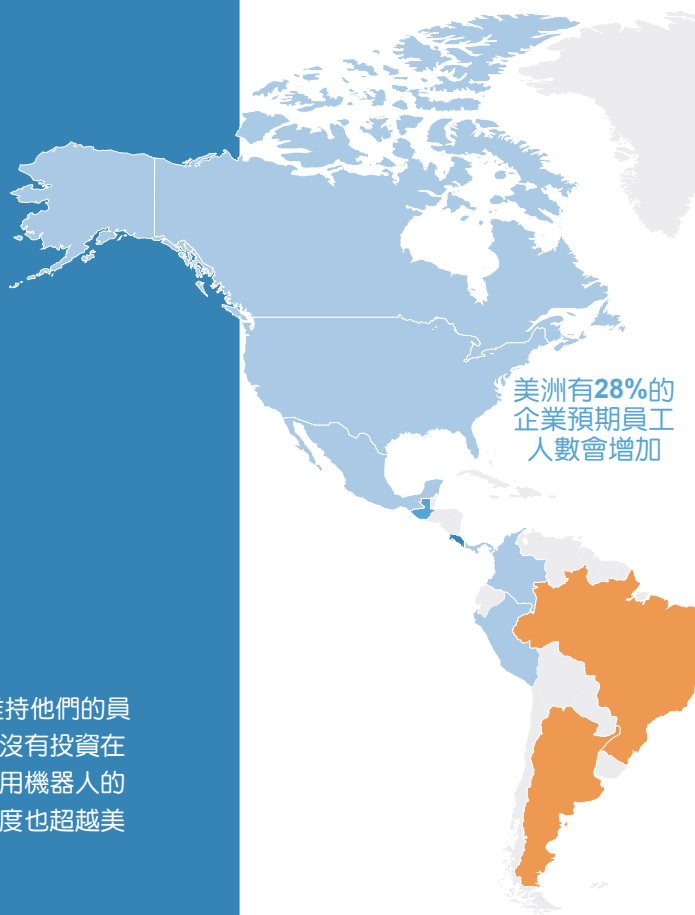 美洲有28%的
企業預期員工
人數會增加
持他們的員
沒有投資在
用機器人的
度也超越美